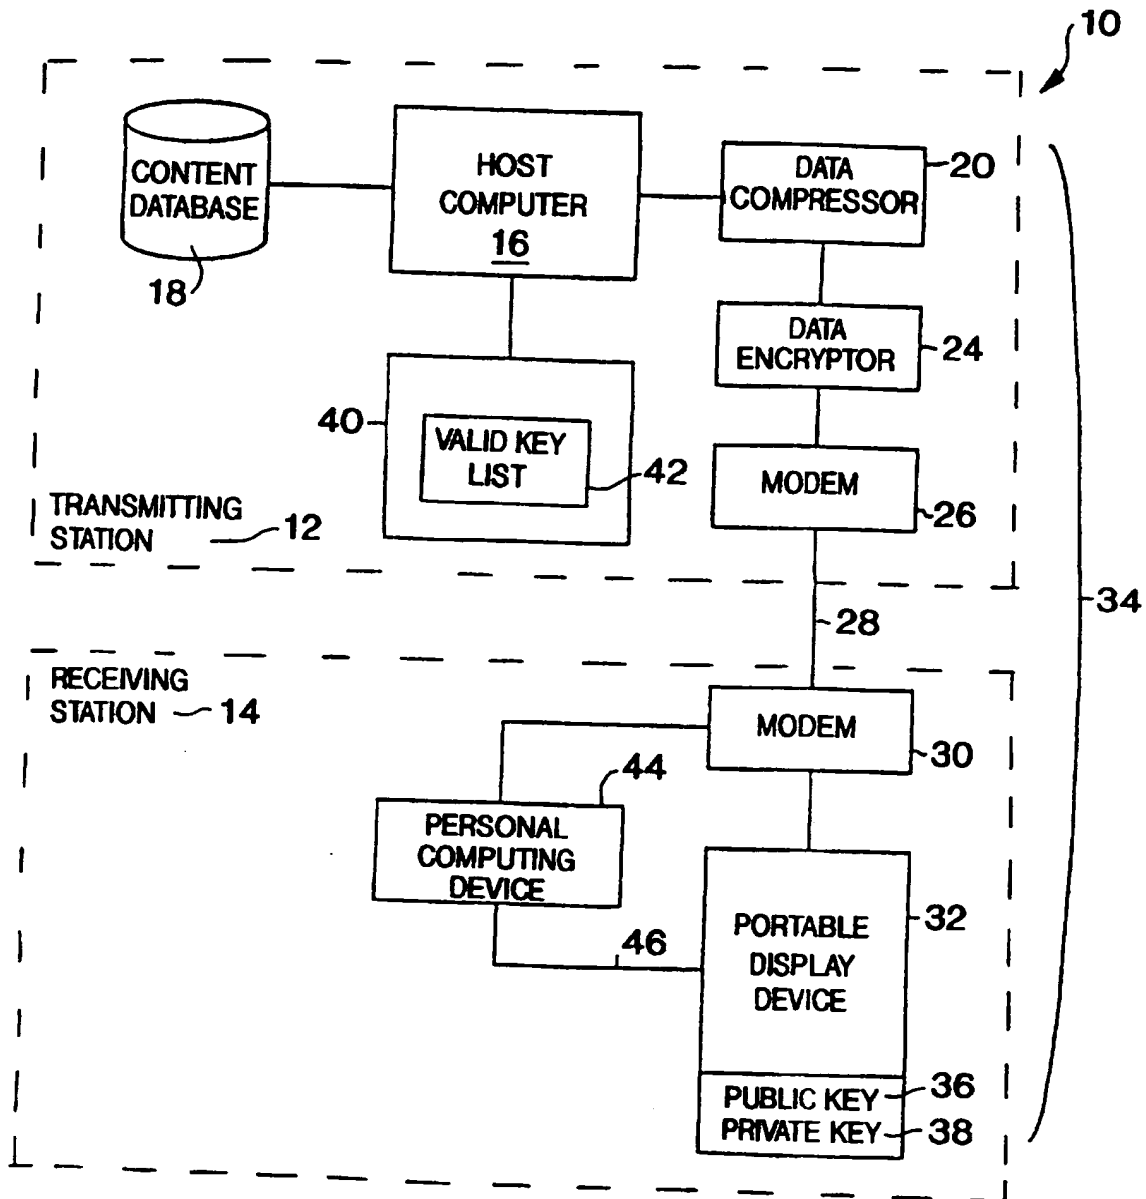 10
CONTENT
DATABASE
18
HOST
COMPUTER
16
DATA
COMPRESSOR
20
DATA
ENCRYPTOR
24
40
VALID KEY
LIST
42
MODEM
26
TRANSMITTING
STATION
12
28
34
RECEIVING
STATION
14
MODEM
30
44
PERSONAL
COMPUTING
DEVICE
46
PORTABLE
DISPLAY
DEVICE
32
PUBLIC KEY
36
PRIVATE KEY
38